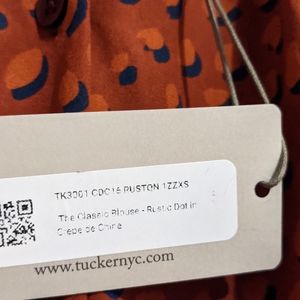 TK3001 CDC16 RUSTON 1ZZXS
The Classic Blouse - Rustic Dot in
Crepe de Chine
www.tuckernyc.com